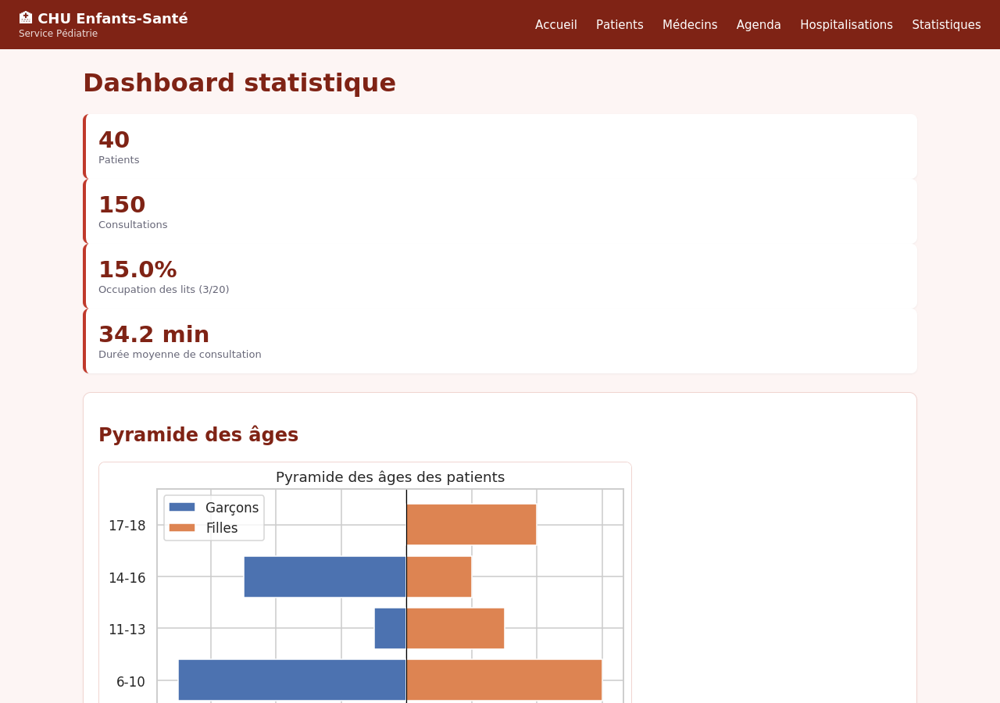 🏥 CHU Enfants-Santé
Service Pédiatrie
Accueil Patients Médecins Agenda Hospitalisations Statistiques
Dashboard statistique
40
Patients
150
Consultations
15.0%
Occupation des lits (3/20)
34.2 min
Durée moyenne de consultation
Pyramide des âges
Pyramide des âges des patients
Garçons
Filles
17-18
14-16
11-13
6-10